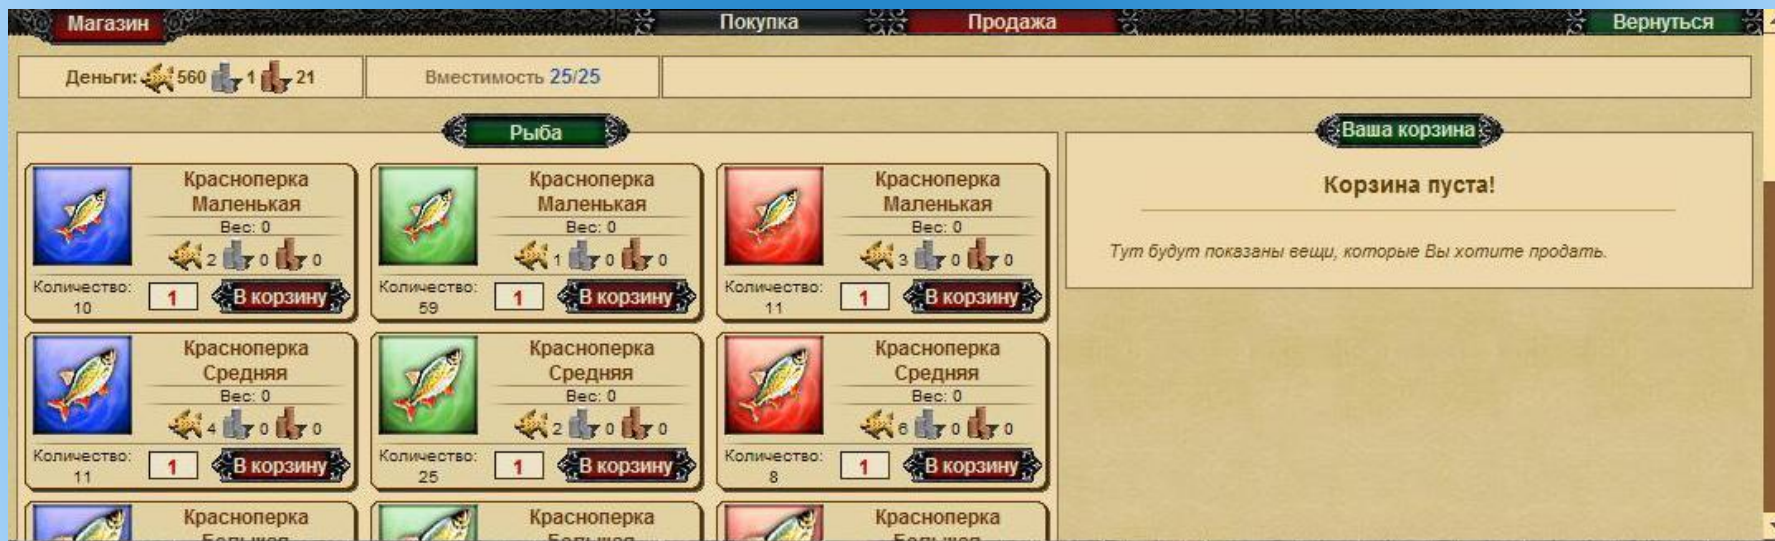 Магазин
Покупка
Продажа
Вернуться
Деньги: 560 1 21
Вместимость 25/25
Рыба
Красноперка
Маленькая
Вес: 0
2 0 0
Количество:
10
1
В корзину
Красноперка
Маленькая
Вес: 0
1 0 0
Количество:
59
1
В корзину
Красноперка
Маленькая
Вес: 0
3 0 0
Количество:
11
1
В корзину
Красноперка
Средняя
Вес: 0
4 0 0
Количество:
11
1
В корзину
Красноперка
Средняя
Вес: 0
2 0 0
Количество:
25
1
В корзину
Красноперка
Средняя
Вес: 0
6 0 0
Количество:
8
1
В корзину
Красноперка
Большая
Красноперка
Большая
Красноперка
Большая
Ваша корзина
Корзина пуста!
Тут будут показаны вещи, которые Вы хотите продать.